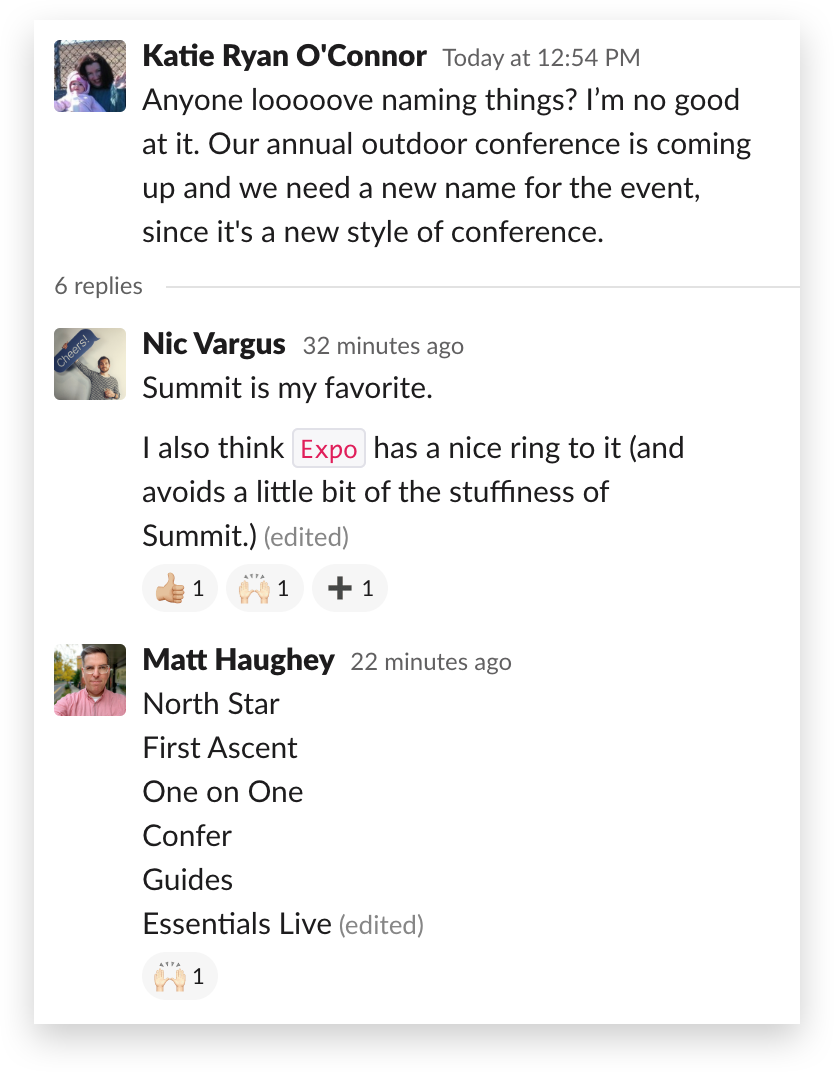 Katie Ryan O'Connor Today at 12:54 PM
Anyone looooove naming things? I’m no good
at it. Our annual outdoor conference is coming
up and we need a new name for the event,
since it's a new style of conference.
6 replies
Cheers!
Nic Vargus 32 minutes ago
Summit is my favorite.
I also think Expo has a nice ring to it (and
avoids a little bit of the stuffiness of
Summit.) (edited)
1 1 1
Matt Haughey 22 minutes ago
North Star
First Ascent
One on One
Confer
Guides
Essentials Live (edited)
1